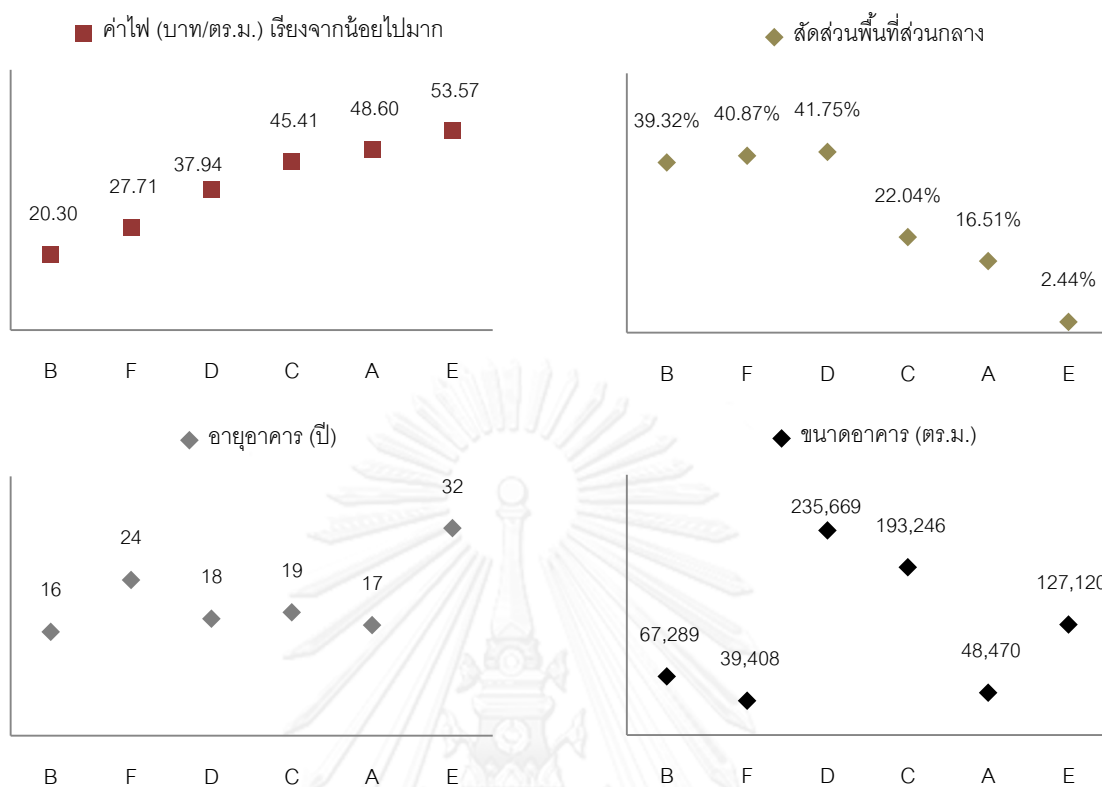 ค่าไฟ (บาท/ตร.ม.) เรียงจากน้อยไปมาก
53.57
48.60
45.41
37.94
27.71
20.30
B F D C A E
สัดส่วนพื้นที่ส่วนกลาง
39.32% 40.87% 41.75%
22.04%
16.51%
2.44%
B F D C A E
อายุอาคาร (ปี)
32
24
16 18 19 17
B F D C A E
ขนาดอาคาร (ตร.ม.)
235,669
193,246
127,120
67,289
39,408 48,470
B F D C A E